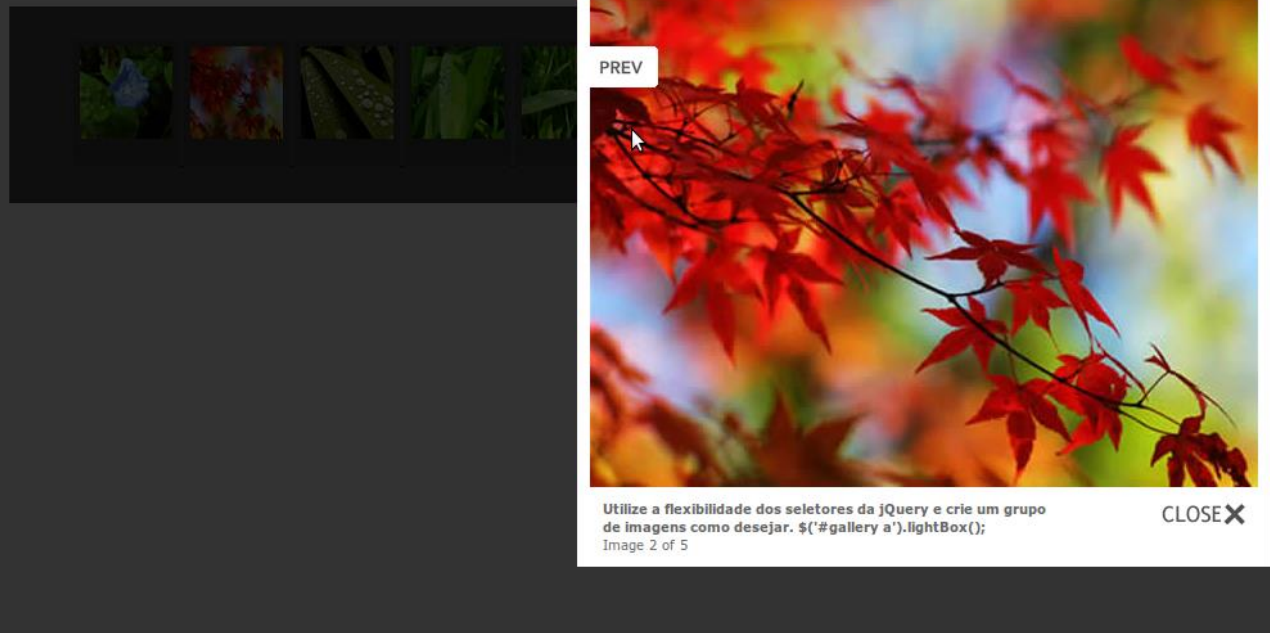 PREV
Utilize a flexibilidade dos seletores da jQuery e crie um grupo
de imagens como desejar. $('#gallery a').lightBox();
Image 2 of 5
CLOSE